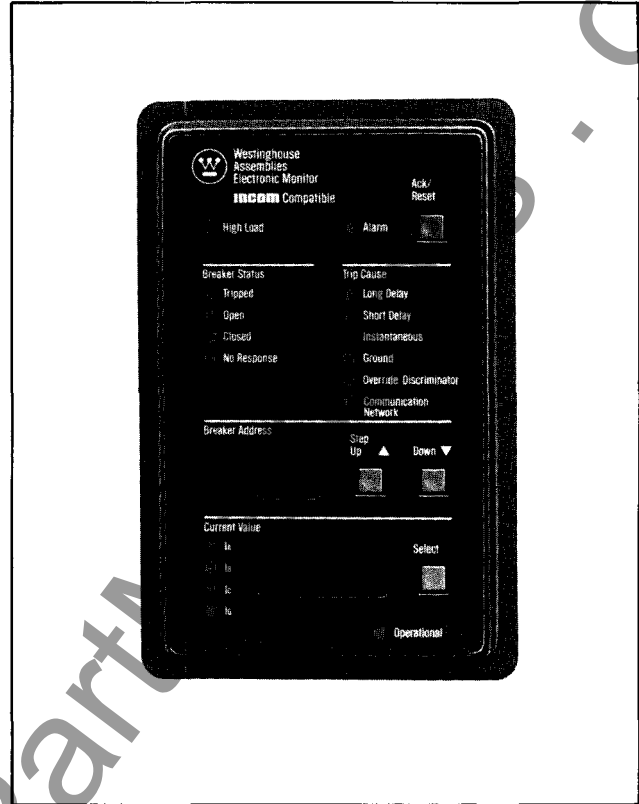 Westinghouse
Assemblies
Electronic Monitor
INCOM Compatible
Ack/
Reset
High Load
Alarm
Breaker Status
Tripped
Open
Closed
No Response
Trip Cause
Long Delay
Short Delay
Instantaneous
Ground
Override Discriminator
Communication
Network
Breaker Address
Step
Up ▲
Down ▼
Current Value
IA
IB
IC
IG
Select
Operational